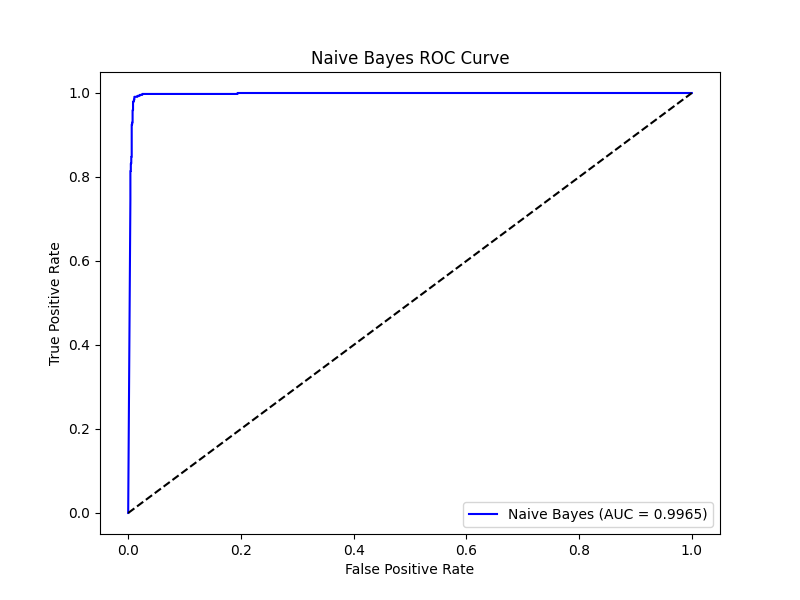 Naive Bayes ROC Curve
True Positive Rate
1.0
0.8
0.6
0.4
0.2
0.0
Naive Bayes (AUC = 0.9965)
0.0 0.2 0.4 0.6 0.8 1.0
False Positive Rate